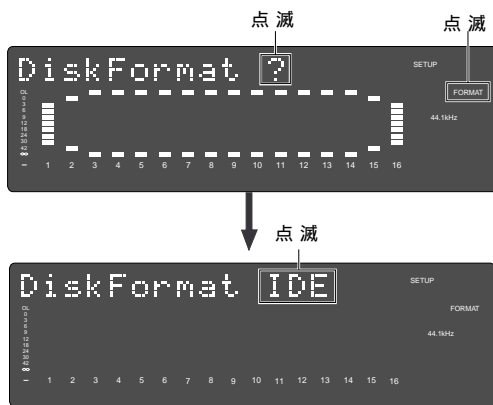 点滅
点滅
DiskFormat ?
SETUP
FORMAT
44.1kHz
OL
0
3
6
9
12
18
24
30
42
∞
– 1 2 3 4 5 6 7 8 9 10 11 12 13 14 15 16
点滅
DiskFormat IDE
SETUP
FORMAT
44.1kHz
OL
0
3
6
9
12
18
24
30
42
∞
– 1 2 3 4 5 6 7 8 9 10 11 12 13 14 15 16